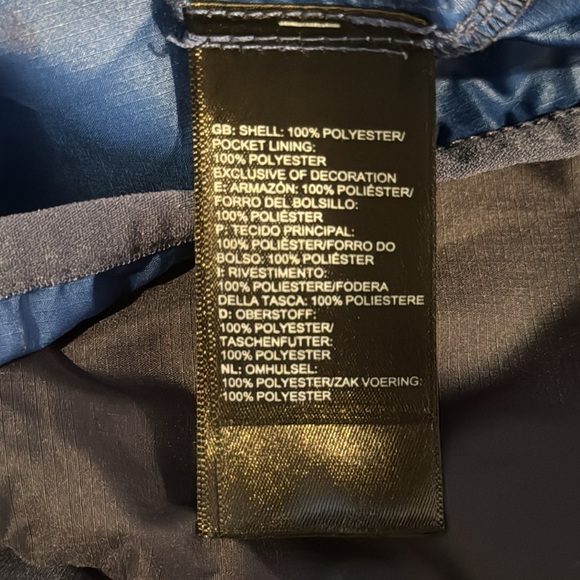 GB: SHELL: 100% POLYESTER/
POCKET LINING:
100% POLYESTER
EXCLUSIVE OF DECORATION
E: ARMAZÓN: 100% POLIÉSTER/
FORRO DEL BOLSILLO:
100% POLIÉSTER
P: TECIDO PRINCIPAL:
100% POLIÉSTER/FORRO DO
BOLSO: 100% POLIÉSTER
I: RIVESTIMENTO:
100% POLIESTERE/FODERA
DELLA TASCA: 100% POLIESTERE
D: OBERSTOFF:
100% POLYESTER/
TASCHENFUTTER:
100% POLYESTER
NL: OMHULSEL:
100% POLYESTER/ZAK VOERING:
100% POLYESTER